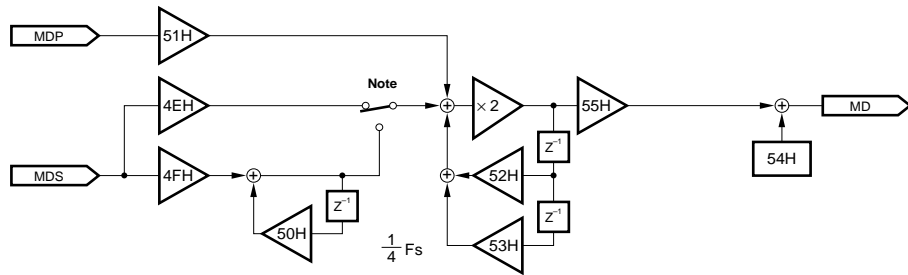 MDP
51H
Note
4EH
× 2
55H
MD
Z⁻¹
54H
MDS
4FH
52H
Z⁻¹
Z⁻¹
50H
53H
1/4 Fs